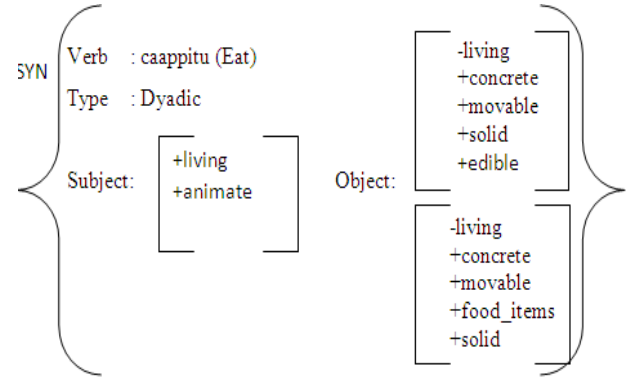 SYN
Verb : caappitu (Eat)
Type : Dyadic
Subject:
+living
+animate
Object:
-living
+concrete
+movable
+solid
+edible
-living
+concrete
+movable
+food_items
+solid